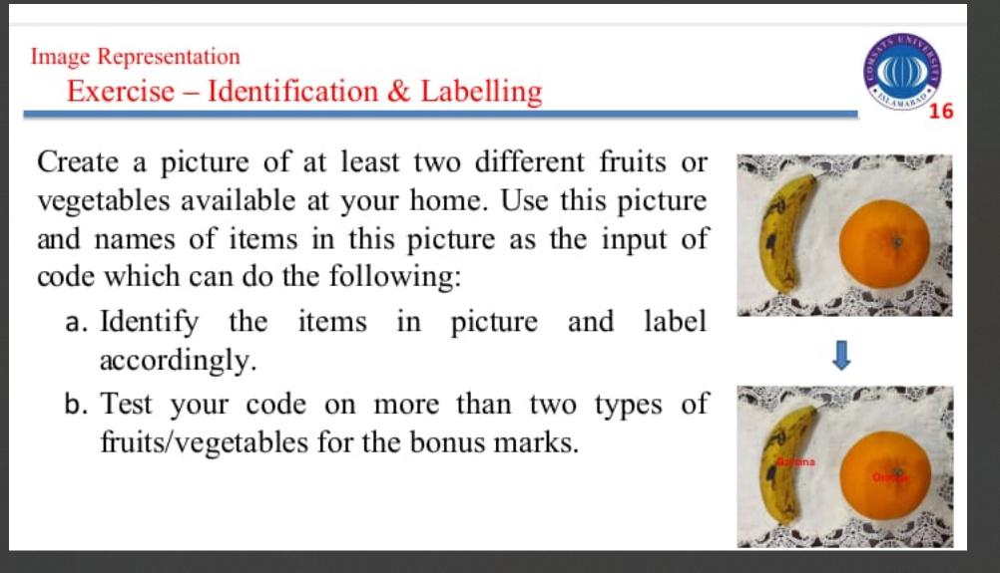 Image Representation
Exercise – Identification & Labelling
COMSATS UNIVERSITY
ISLAMABAD
16
Create a picture of at least two different fruits or
vegetables available at your home. Use this picture
and names of items in this picture as the input of
code which can do the following:
a. Identify the items in picture and label
accordingly.
b. Test your code on more than two types of
fruits/vegetables for the bonus marks.
Banana
Orange